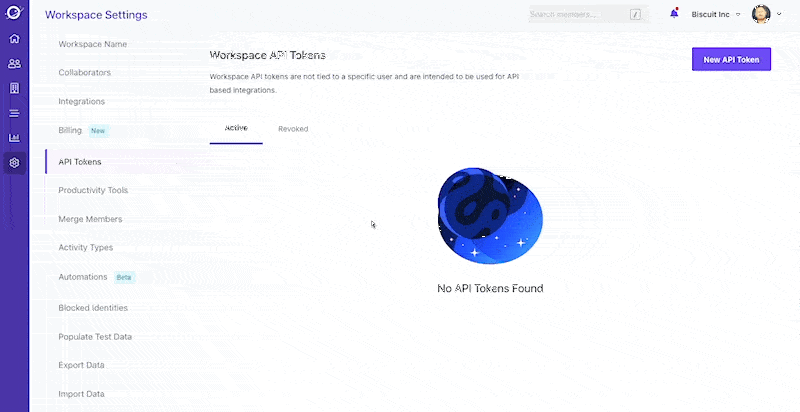 Workspace Settings
Search members...
/
Biscuit Inc
Workspace Name
Collaborators
Integrations
Billing New
API Tokens
Productivity Tools
Merge Members
Activity Types
Automations Beta
Blocked Identities
Populate Test Data
Export Data
Import Data
Workspace API Tokens
New API Token
Workspace API tokens are not tied to a specific user and are intended to be used for API
based integrations.
Active
Revoked
No API Tokens Found